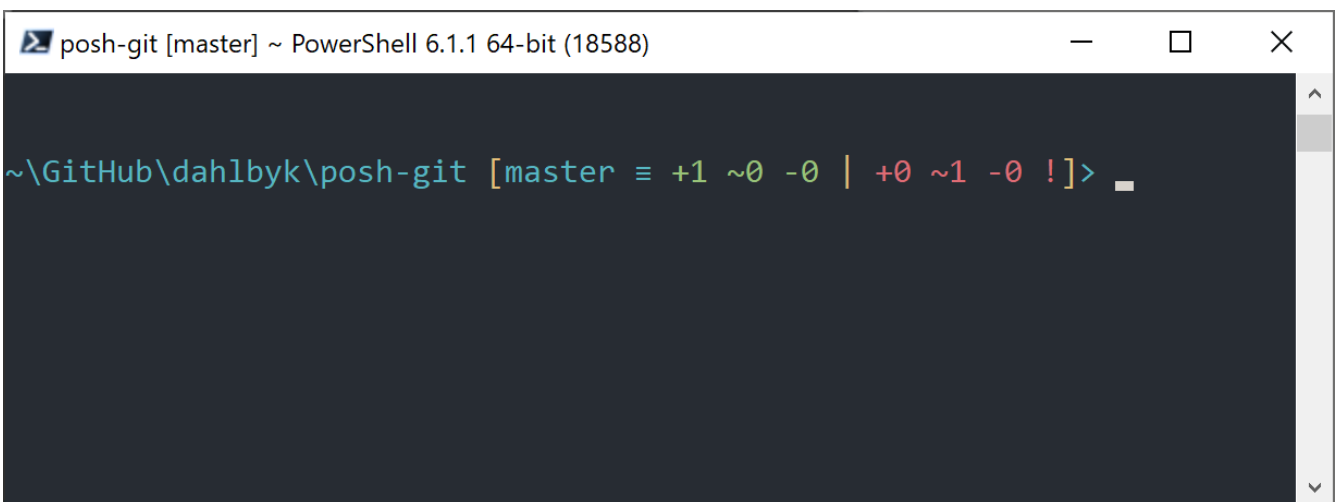 posh-git [master] ~ PowerShell 6.1.1 64-bit (18588)
~\GitHub\dahlbyk\posh-git [master ≡ +1 ~0 -0 | +0 ~1 -0 !]>